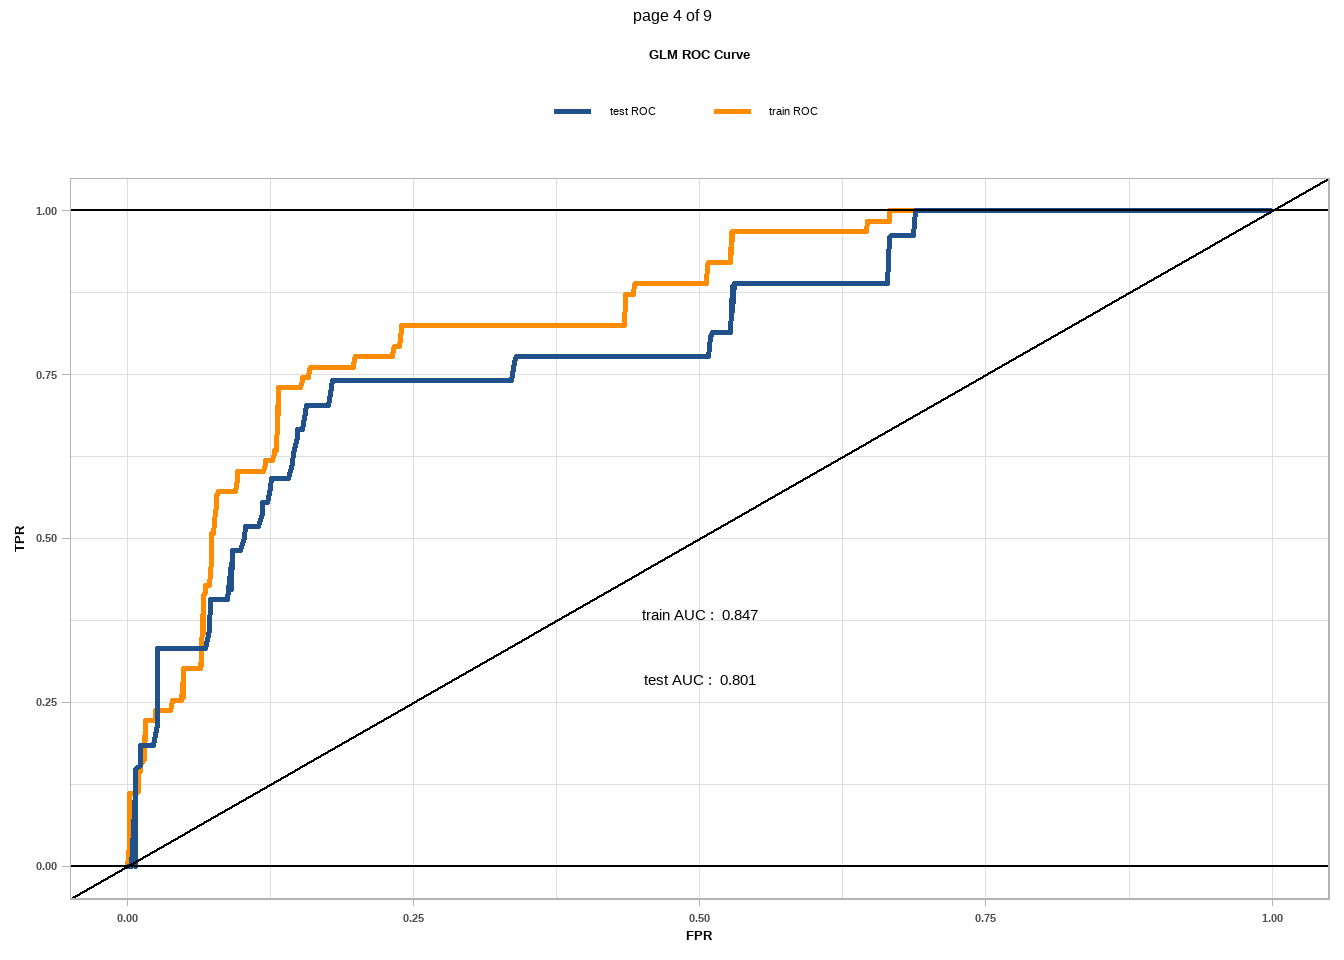 page 4 of 9
GLM ROC Curve
test ROC
train ROC
1.00
0.75
0.50
0.25
0.00
TPR
train AUC :  0.847
test AUC :  0.801
0.00
0.25
0.50
0.75
1.00
FPR